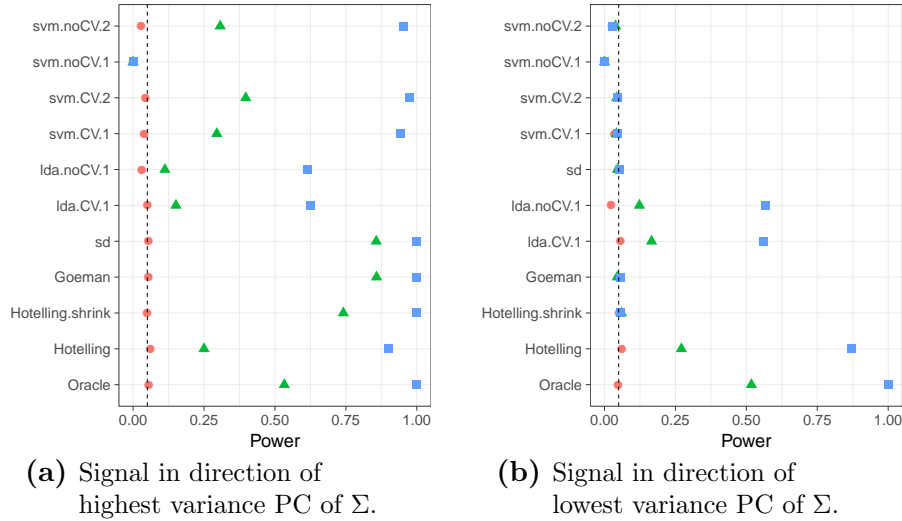 svm.noCV.2
svm.noCV.1
svm.CV.2
svm.CV.1
lda.noCV.1
lda.CV.1
sd
Goeman
Hotelling.shrink
Hotelling
Oracle
0.00 0.25 0.50 0.75 1.00
Power
(a) Signal in direction of
highest variance PC of Σ.
svm.noCV.2
svm.noCV.1
svm.CV.2
svm.CV.1
sd
lda.noCV.1
lda.CV.1
Goeman
Hotelling.shrink
Hotelling
Oracle
0.00 0.25 0.50 0.75 1.00
Power
(b) Signal in direction of
lowest variance PC of Σ.